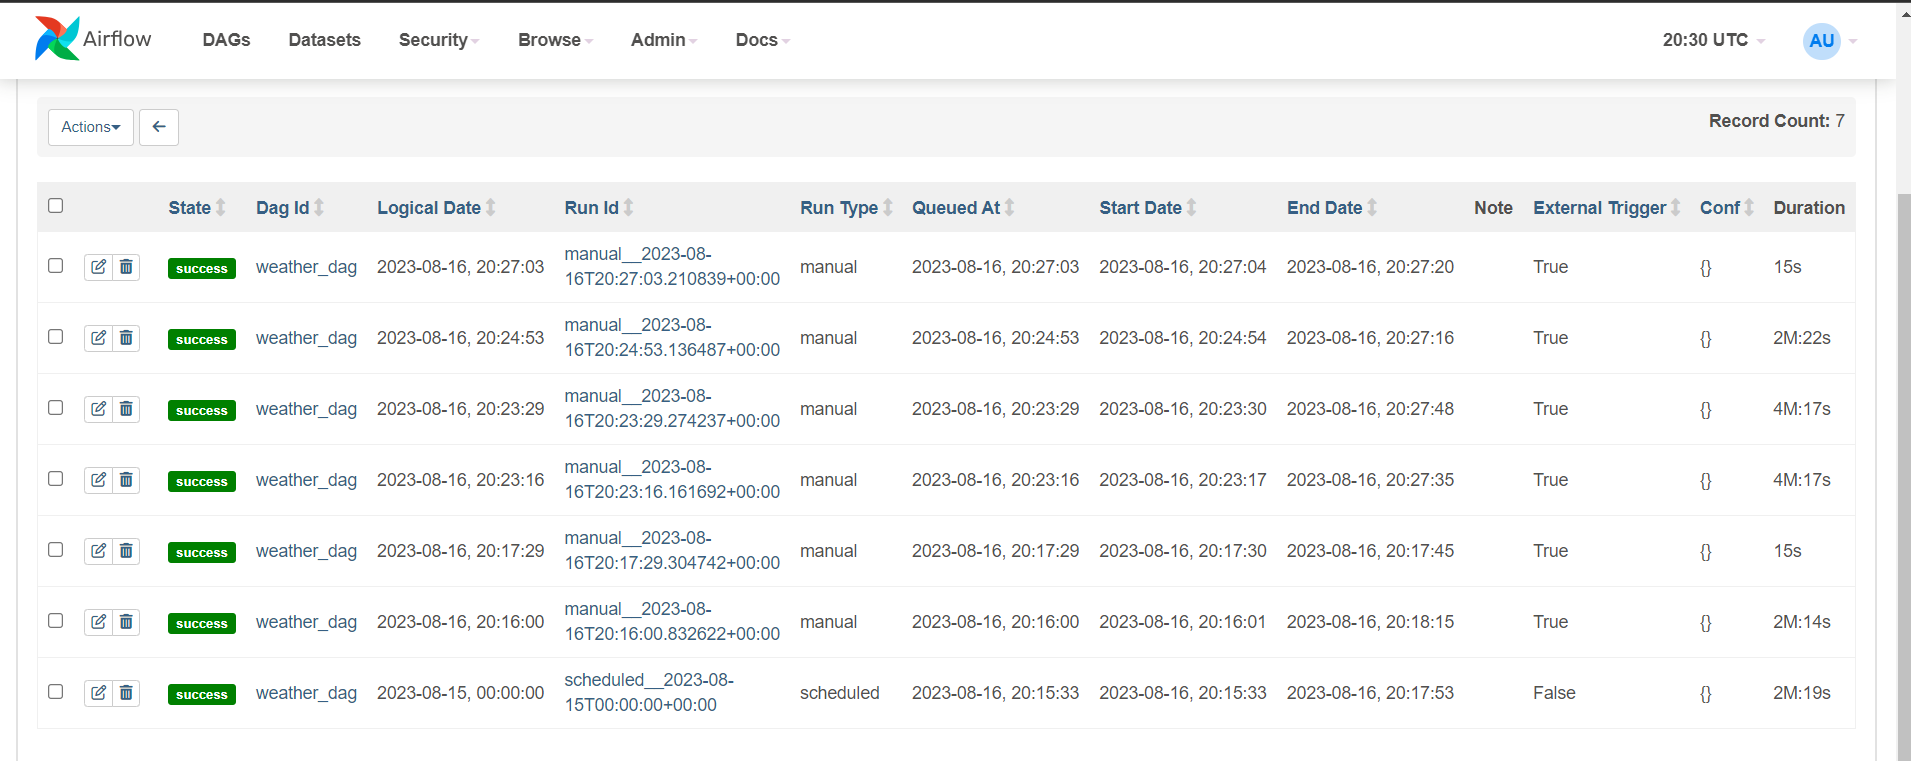 Airflow DAGs Datasets Security Browse Admin Docs 20:30 UTC AU
Actions Record Count: 7
State Dag Id Logical Date Run Id Run Type Queued At Start Date End Date Note External Trigger Conf Duration
success weather_dag 2023-08-16, 20:27:03 manual__2023-08-
16T20:27:03.210839+00:00 manual 2023-08-16, 20:27:03 2023-08-16, 20:27:04 2023-08-16, 20:27:20 True {} 15s
success weather_dag 2023-08-16, 20:24:53 manual__2023-08-
16T20:24:53.136487+00:00 manual 2023-08-16, 20:24:53 2023-08-16, 20:24:54 2023-08-16, 20:27:16 True {} 2M:22s
success weather_dag 2023-08-16, 20:23:29 manual__2023-08-
16T20:23:29.274237+00:00 manual 2023-08-16, 20:23:29 2023-08-16, 20:23:30 2023-08-16, 20:27:48 True {} 4M:17s
success weather_dag 2023-08-16, 20:23:16 manual__2023-08-
16T20:23:16.161692+00:00 manual 2023-08-16, 20:23:16 2023-08-16, 20:23:17 2023-08-16, 20:27:35 True {} 4M:17s
success weather_dag 2023-08-16, 20:17:29 manual__2023-08-
16T20:17:29.304742+00:00 manual 2023-08-16, 20:17:29 2023-08-16, 20:17:30 2023-08-16, 20:17:45 True {} 15s
success weather_dag 2023-08-16, 20:16:00 manual__2023-08-
16T20:16:00.832622+00:00 manual 2023-08-16, 20:16:00 2023-08-16, 20:16:01 2023-08-16, 20:18:15 True {} 2M:14s
success weather_dag 2023-08-15, 00:00:00 scheduled__2023-08-
15T00:00:00+00:00 scheduled 2023-08-16, 20:15:33 2023-08-16, 20:15:33 2023-08-16, 20:17:53 False {} 2M:19s